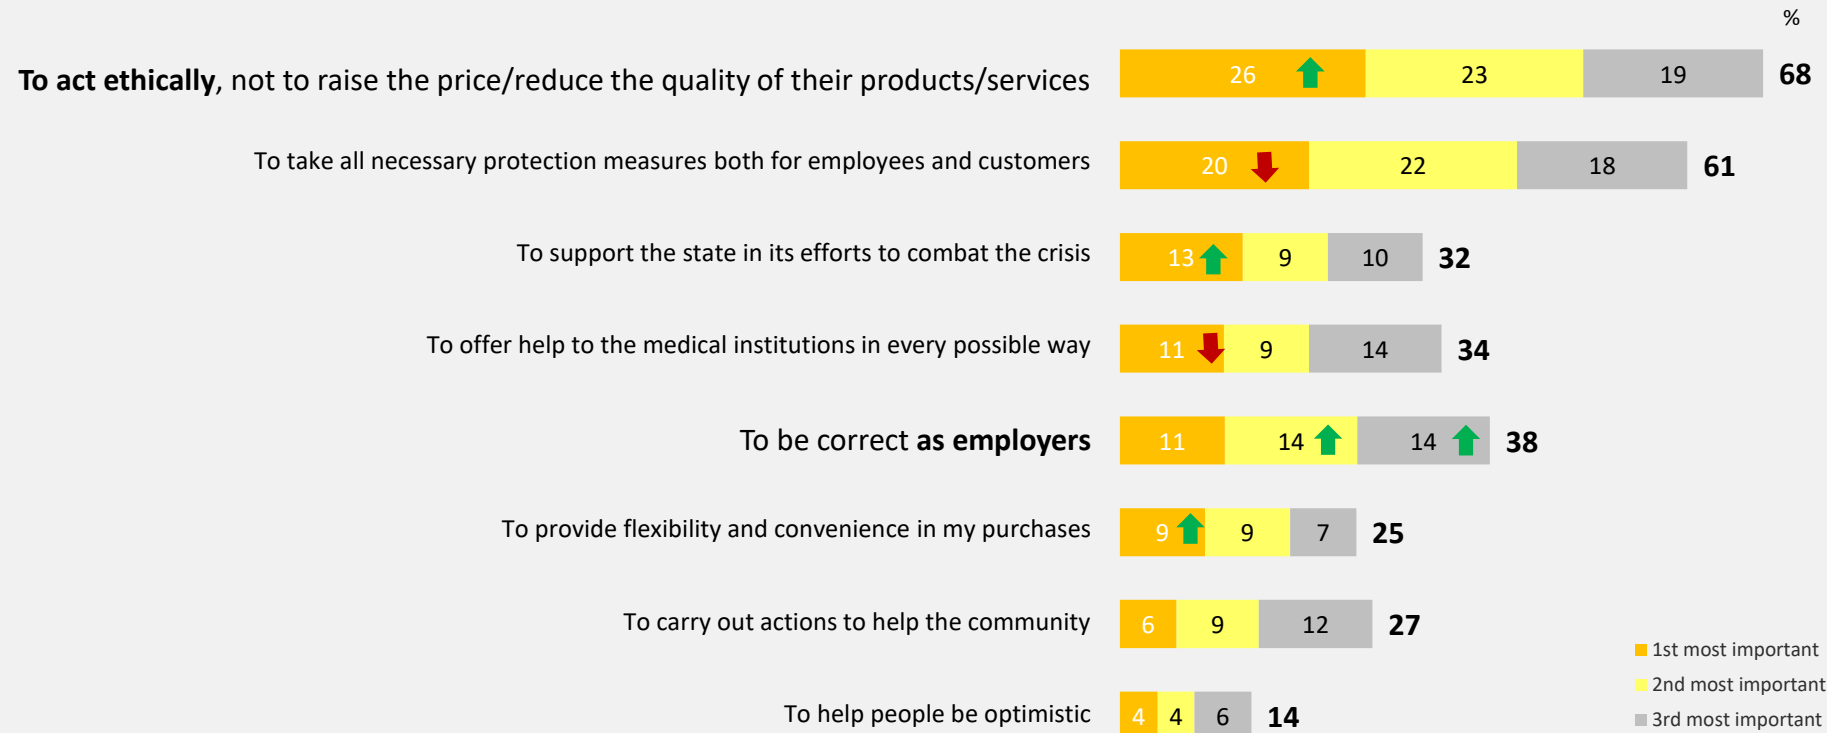 %
To act ethically, not to raise the price/reduce the quality of their products/services 26 23 19 68
To take all necessary protection measures both for employees and customers 20 22 18 61
To support the state in its efforts to combat the crisis 13 9 10 32
To offer help to the medical institutions in every possible way 11 9 14 34
To be correct as employers 11 14 14 38
To provide flexibility and convenience in my purchases 9 9 7 25
To carry out actions to help the community 6 9 12 27
To help people be optimistic 4 4 6 14
1st most important
2nd most important
3rd most important